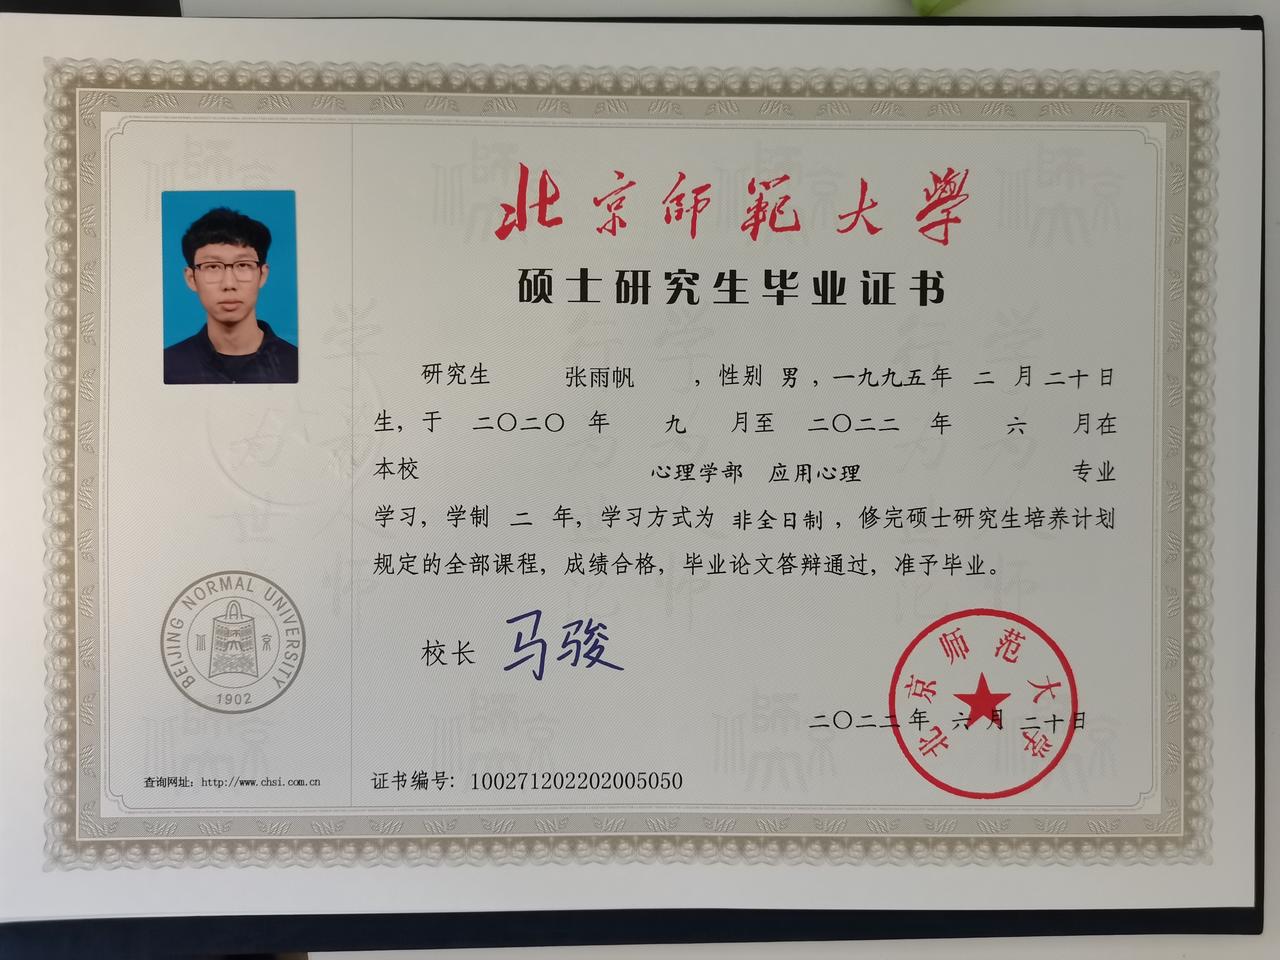 北京师范大学
硕士研究生毕业证书
研究生 张雨帆 ，性别 男 ，一九九五年 二 月二十日
生，于 二〇二〇 年 九 月至 二〇二二 年 六 月在
本校 心理学部 应用心理 专业
学习，学制 二 年，学习方式为 非全日制 ，修完硕士研究生培养计划
规定的全部课程，成绩合格，毕业论文答辩通过，准予毕业。
校长 马骏
BEIJING NORMAL UNIVERSITY
北京
1902
北京师范大学
二〇二二年 六 月 二十日
查询网址：http://www.chsi.com.cn
证书编号：100271202202005050